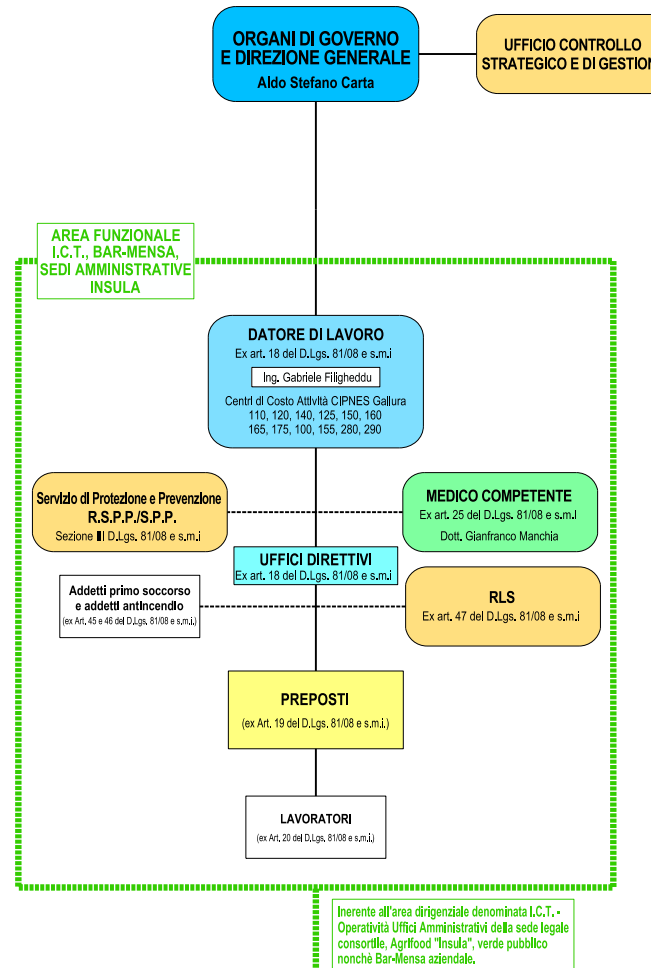 ORGANI DI GOVERNO
E DIREZIONE GENERALE
Aldo Stefano Carta
UFFICIO CONTROLLO
STRATEGICO E DI GESTION
AREA FUNZIONALE
I.C.T., BAR-MENSA,
SEDI AMMINISTRATIVE
INSULA
DATORE DI LAVORO
Ex art. 18 del D.Lgs. 81/08 e s.m.i
Ing. Gabriele Filigheddu
Centri di Costo Attività CIPNES Gallura
110, 120, 140, 125, 150, 160
165, 175, 100, 155, 280, 290
Servizio di Protezione e Prevenzione
R.S.P.P./S.P.P.
Sezione III D.Lgs. 81/08 e s.m.i
MEDICO COMPETENTE
Ex art. 25 del D.Lgs. 81/08 e s.m.i
Dott. Gianfranco Manchia
UFFICI DIRETTIVI
Ex art. 18 del D.Lgs. 81/08 e s.m.i
Addetti primo soccorso
e addetti antincendio
(ex Art. 45 e 46 del D.Lgs. 81/08 e s.m.i.)
RLS
Ex art. 47 del D.Lgs. 81/08 e s.m.i
PREPOSTI
(ex Art. 19 del D.Lgs. 81/08 e s.m.i.)
LAVORATORI
(ex Art. 20 del D.Lgs. 81/08 e s.m.i.)
Inerente all'area dirigenziale denominata I.C.T. -
Operatività Uffici Amministrativi della sede legale
consortile, Agrifood "Insula", verde pubblico
nonchè Bar-Mensa aziendale.